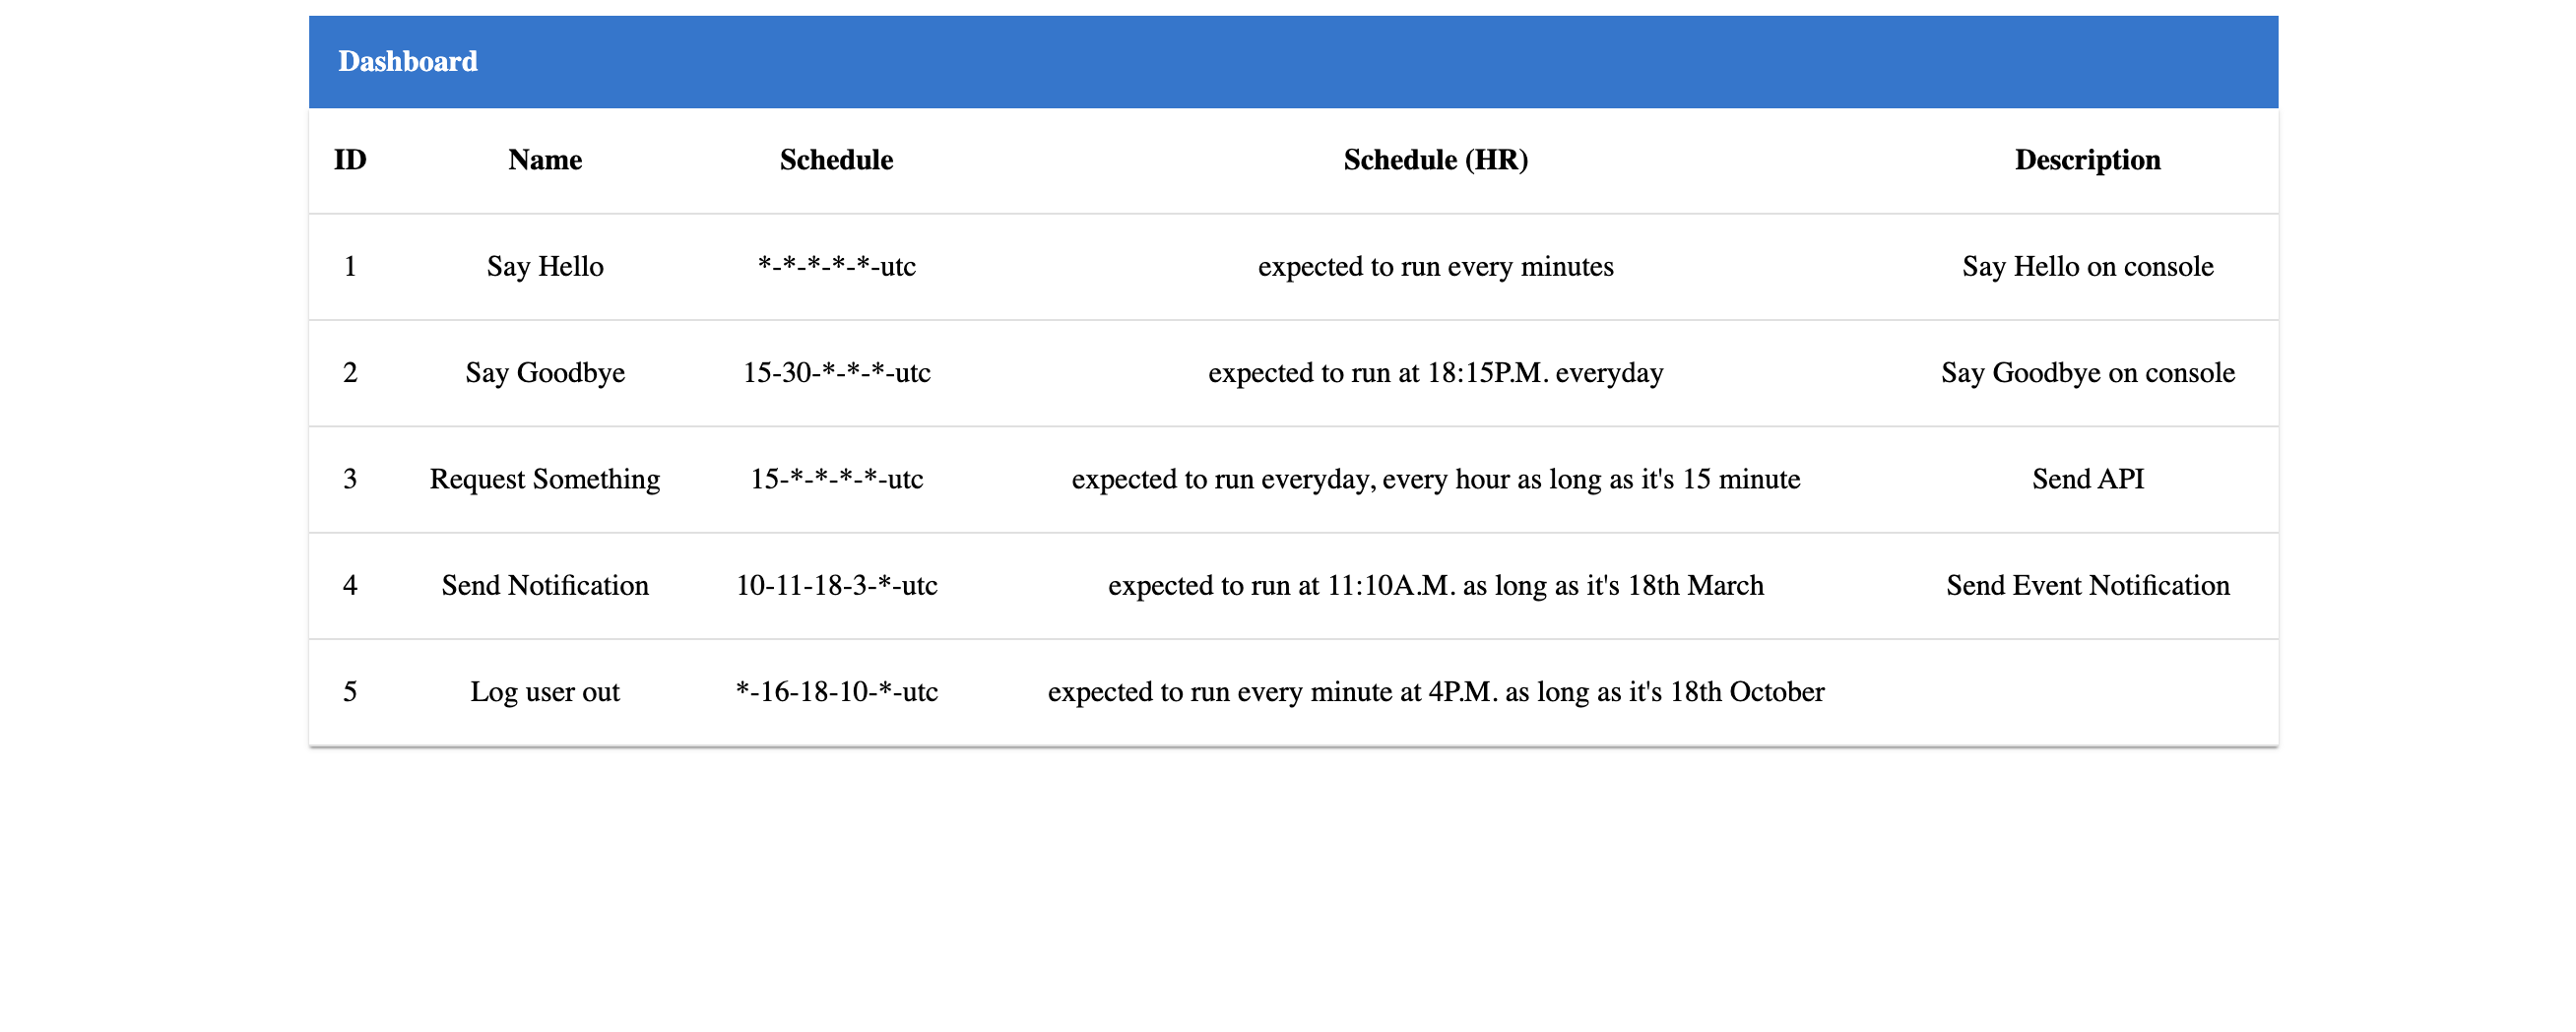 Dashboard
ID Name Schedule Schedule (HR) Description
1 Say Hello *-*-*-*-*-utc expected to run every minutes Say Hello on console
2 Say Goodbye 15-30-*-*-*-utc expected to run at 18:15P.M. everyday Say Goodbye on console
3 Request Something 15-*-*-*-*-utc expected to run everyday, every hour as long as it's 15 minute Send API
4 Send Notification 10-11-18-3-*-utc expected to run at 11:10A.M. as long as it's 18th March Send Event Notification
5 Log user out *-16-18-10-*-utc expected to run every minute at 4P.M. as long as it's 18th October